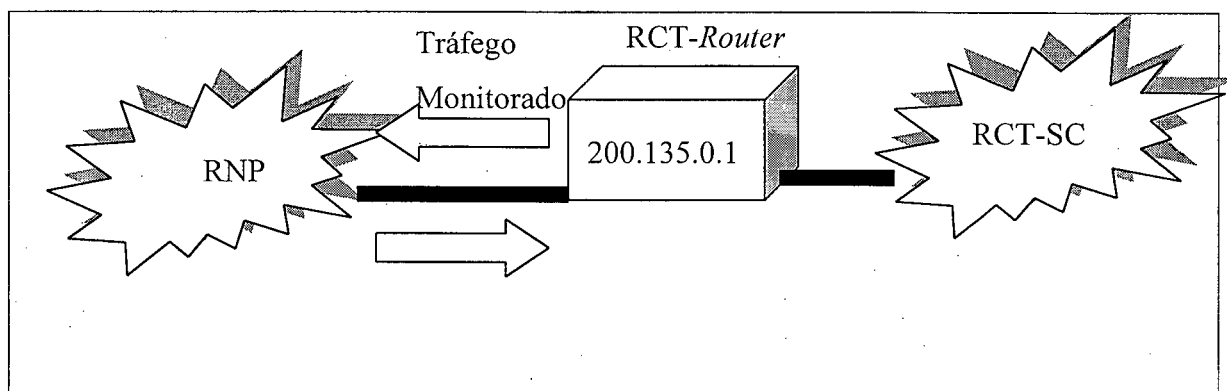 Tráfego
Monitorado
RCT-Router
RNP
200.135.0.1
RCT-SC